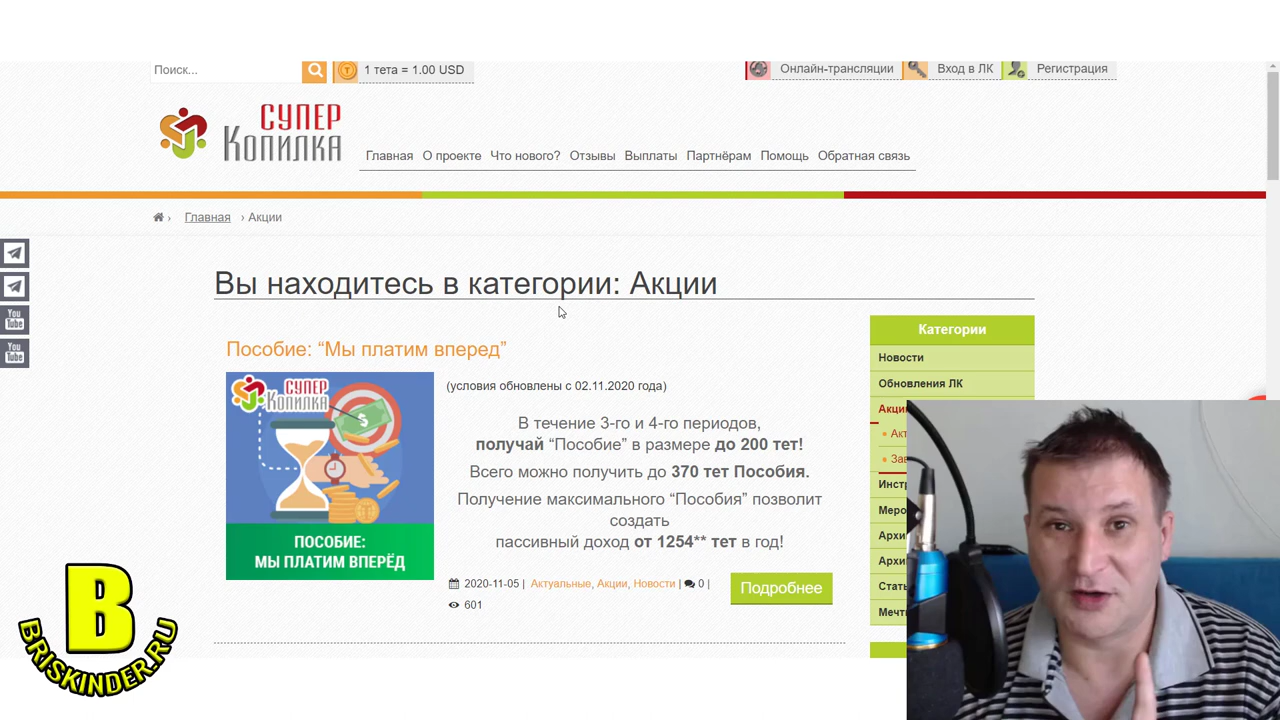 Поиск...
1 тета = 1.00 USD
Онлайн-трансляции
Вход в ЛК
Регистрация
СУПЕР
Копилка
Главная О проекте Что нового? Отзывы Выплаты Партнёрам Помощь Обратная связь
› Главная › Акции
Вы находитесь в категории: Акции
Пособие: “Мы платим вперед”
СУПЕР
Копилка
ПОСОБИЕ:
МЫ ПЛАТИМ ВПЕРЁД
(условия обновлены с 02.11.2020 года)
В течение 3-го и 4-го периодов,
получай “Пособие” в размере до 200 тет!
Всего можно получить до 370 тет Пособия.
Получение максимального “Пособия” позволит
создать
пассивный доход от 1254** тет в год!
2020-11-05 | Актуальные, Акции, Новости | 0 |
601
Подробнее
Категории
Новости
Обновления ЛК
You
Tube
You
Tube
B
BRISKINDER.RU